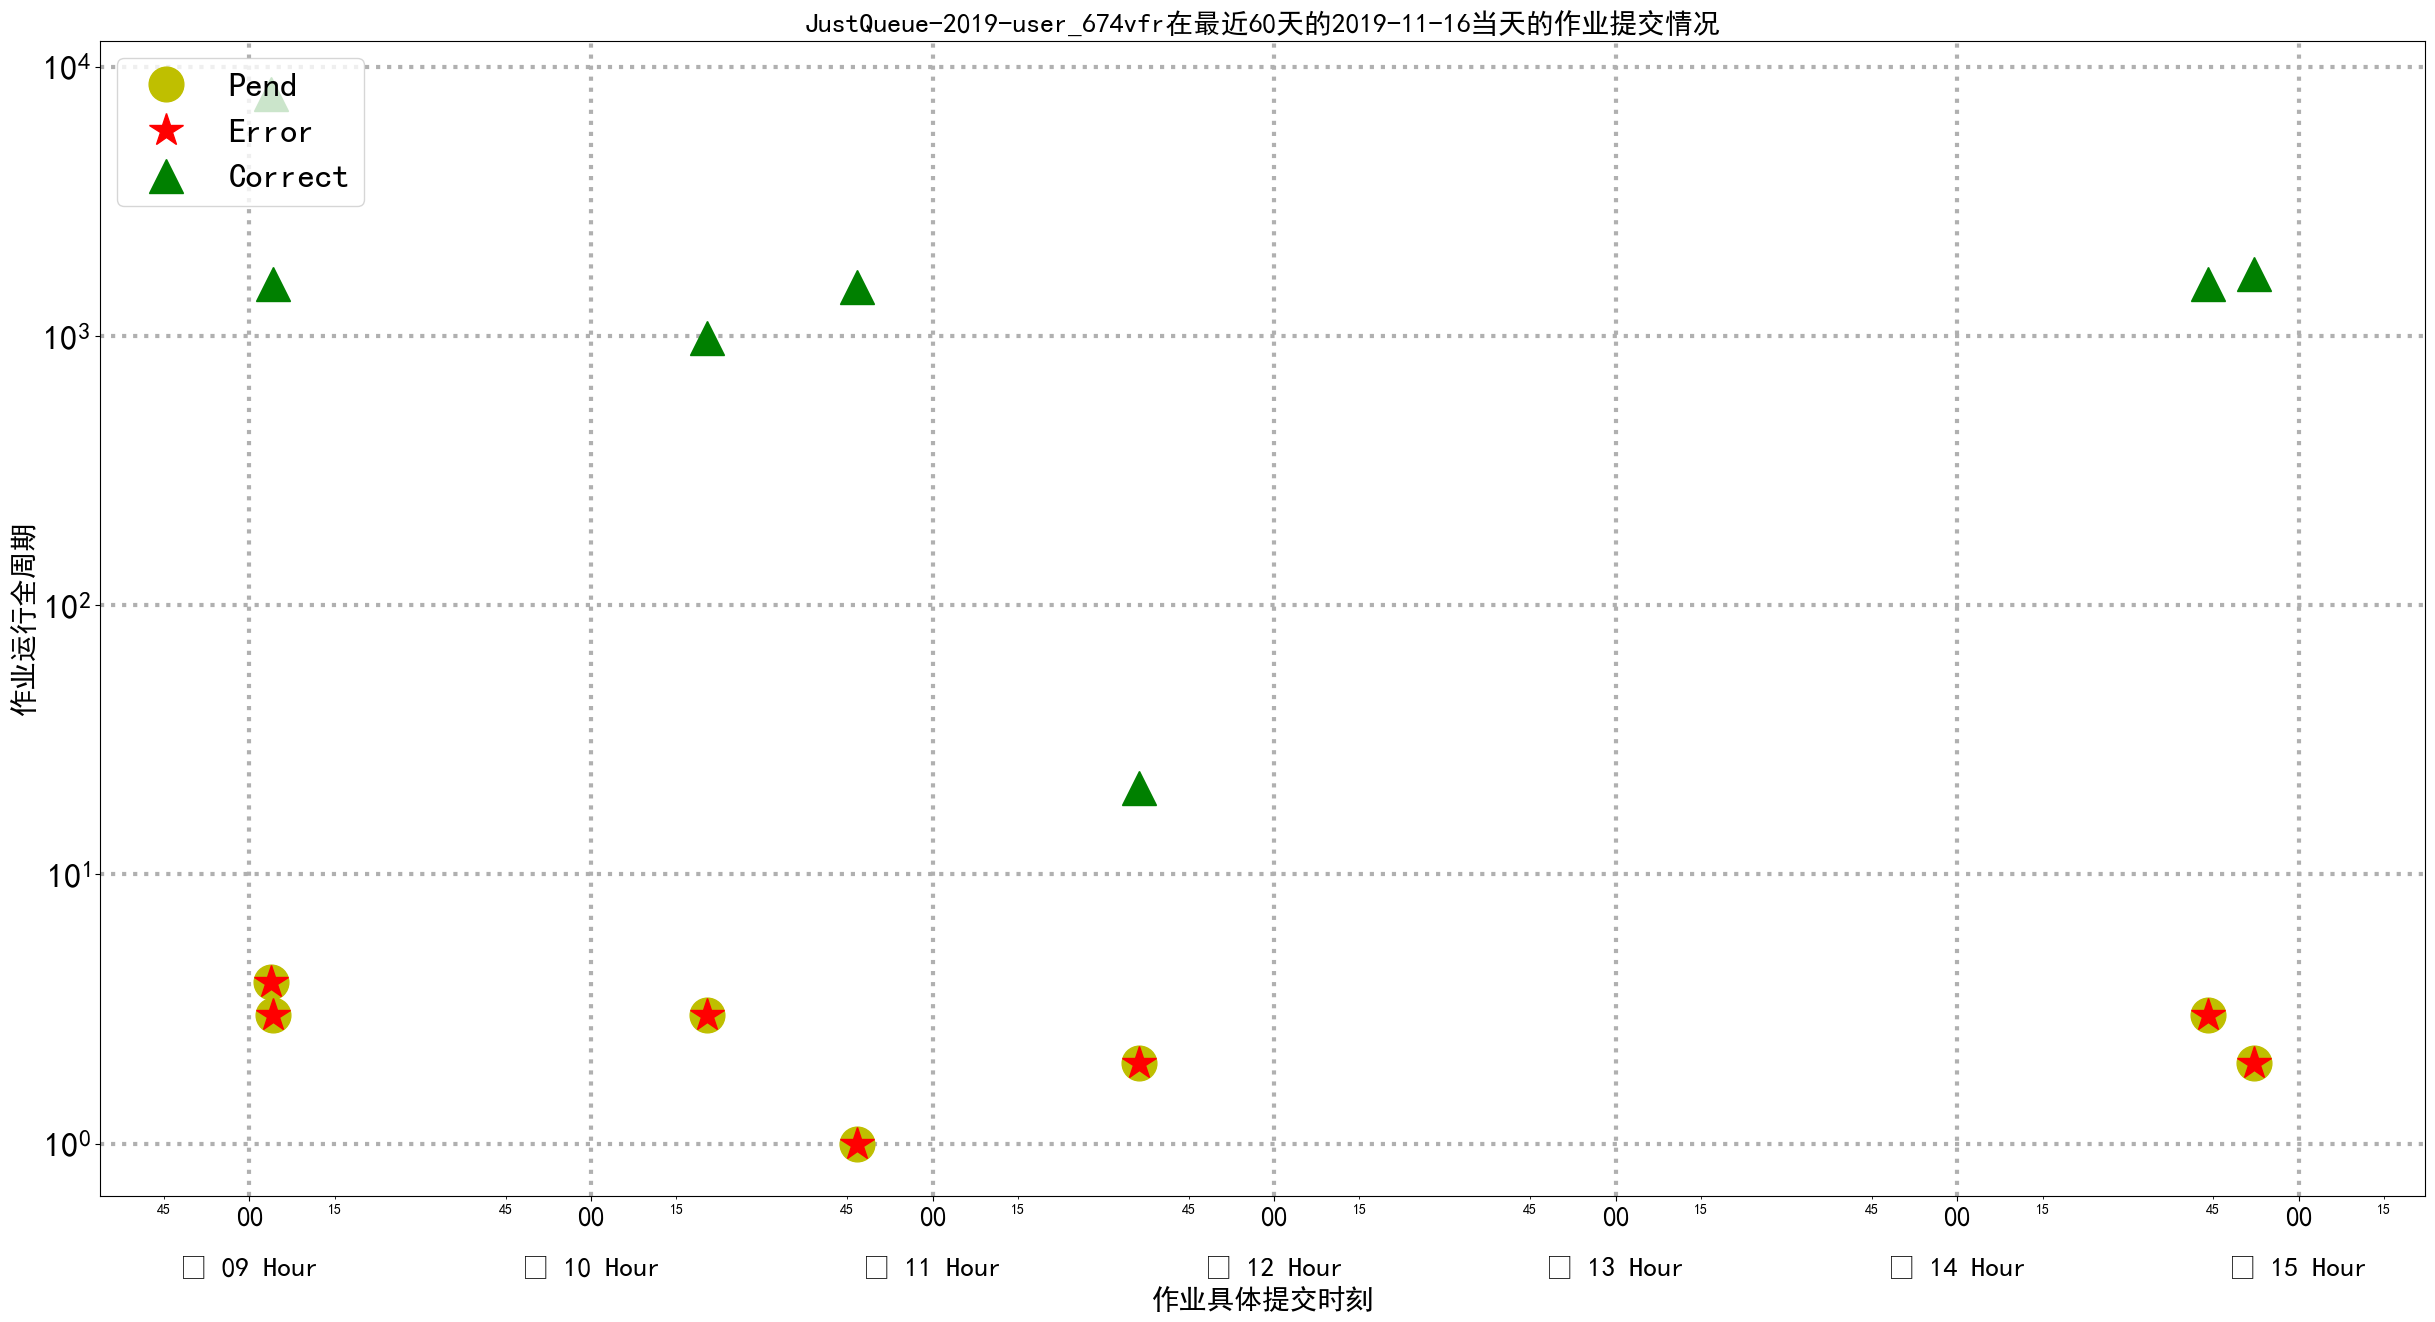 JustQueue-2019-user_674vfr在最近60天的2019-11-16当天的作业提交情况
Pend
Error
Correct
10⁴
10³
10²
10¹
10⁰
作业运行全周期
45 00 15 45 00 15 45 00 15 45 00 15 45 00 15 45 00 15 45 00 15
□ 09 Hour □ 10 Hour □ 11 Hour □ 12 Hour □ 13 Hour □ 14 Hour □ 15 Hour
作业具体提交时刻